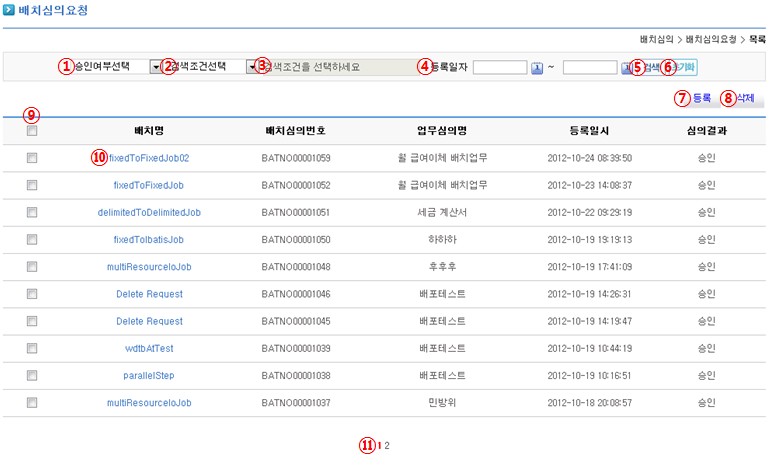 배치심의요청
배치심의 > 배치심의요청 > 목록
① 승인여부선택 ② 검색조건선택 ③ 검색조건을 선택하세요 ④ 등록일자 ~ ⑤ 검색 ⑥ 초기화
⑦ 등록 ⑧ 삭제
⑨
배치명 배치심의번호 업무심의명 등록일시 심의결과
⑩ fixedToFixedJob02 BATNO00001059 월 급여이체 배치업무 2012-10-24 08:39:50 승인
fixedToFixedJob BATNO00001052 월 급여이체 배치업무 2012-10-23 14:08:37 승인
delimitedToDelimitedJob BATNO00001051 세금 계산서 2012-10-22 09:29:19 승인
fixedToIbatisJob BATNO00001050 하하하 2012-10-19 19:19:13 승인
multiResourceIoJob BATNO00001048 후후후 2012-10-19 17:41:09 승인
Delete Request BATNO00001046 배포테스트 2012-10-19 14:26:31 승인
Delete Request BATNO00001045 배포테스트 2012-10-19 14:19:47 승인
wdtbAtTest BATNO00001039 배포테스트 2012-10-19 10:44:19 승인
parallelStep BATNO00001038 배포테스트 2012-10-19 10:16:51 승인
multiResourceIoJob BATNO00001037 민방위 2012-10-18 20:08:57 승인
⑪ 1 2